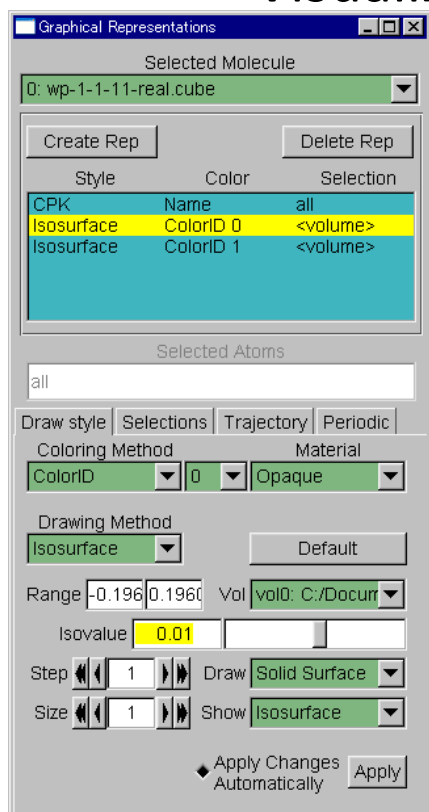 Graphical Representations
Selected Molecule
0: wp-1-1-11-real.cube
Create Rep Delete Rep
Style Color Selection
CPK Name all
Isosurface ColorID 0 <volume>
Isosurface ColorID 1 <volume>
Selected Atoms
all
Draw style Selections Trajectory Periodic
Coloring Method Material
ColorID 0 Opaque
Drawing Method
Isosurface Default
Range -0.196 0.1960 Vol vol0: C:/Docum
Isovalue 0.01
Step 1 Draw Solid Surface
Size 1 Show Isosurface
Apply Changes
Automatically Apply